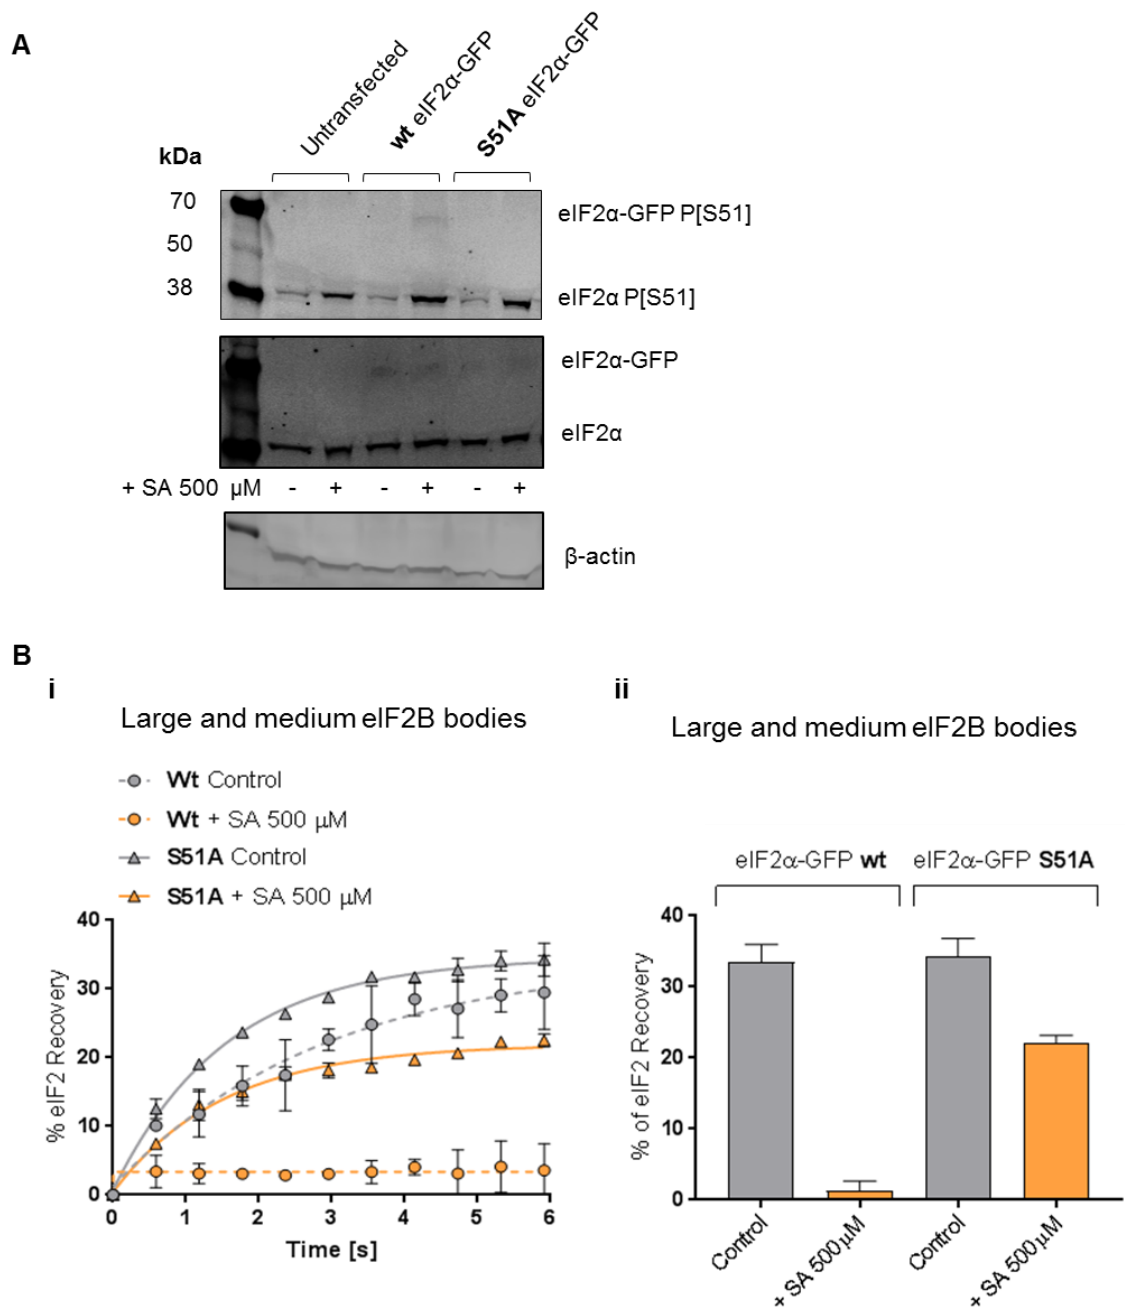 A
Untransfected
wt eIF2α-GFP
S51A eIF2α-GFP
kDa
70
50
38
eIF2α-GFP P[S51]
eIF2α P[S51]
eIF2α-GFP
eIF2α
+ SA 500 µM - + - + - +
β-actin
B
i
Large and medium eIF2B bodies
Wt Control
Wt + SA 500 µM
S51A Control
S51A + SA 500 µM
% eIF2 Recovery
40
30
20
10
0
0 1 2 3 4 5 6
Time [s]
ii
Large and medium eIF2B bodies
eIF2α-GFP wt eIF2α-GFP S51A
% of eIF2 Recovery
40
30
20
10
0
Control
+ SA 500 µM
Control
+ SA 500 µM